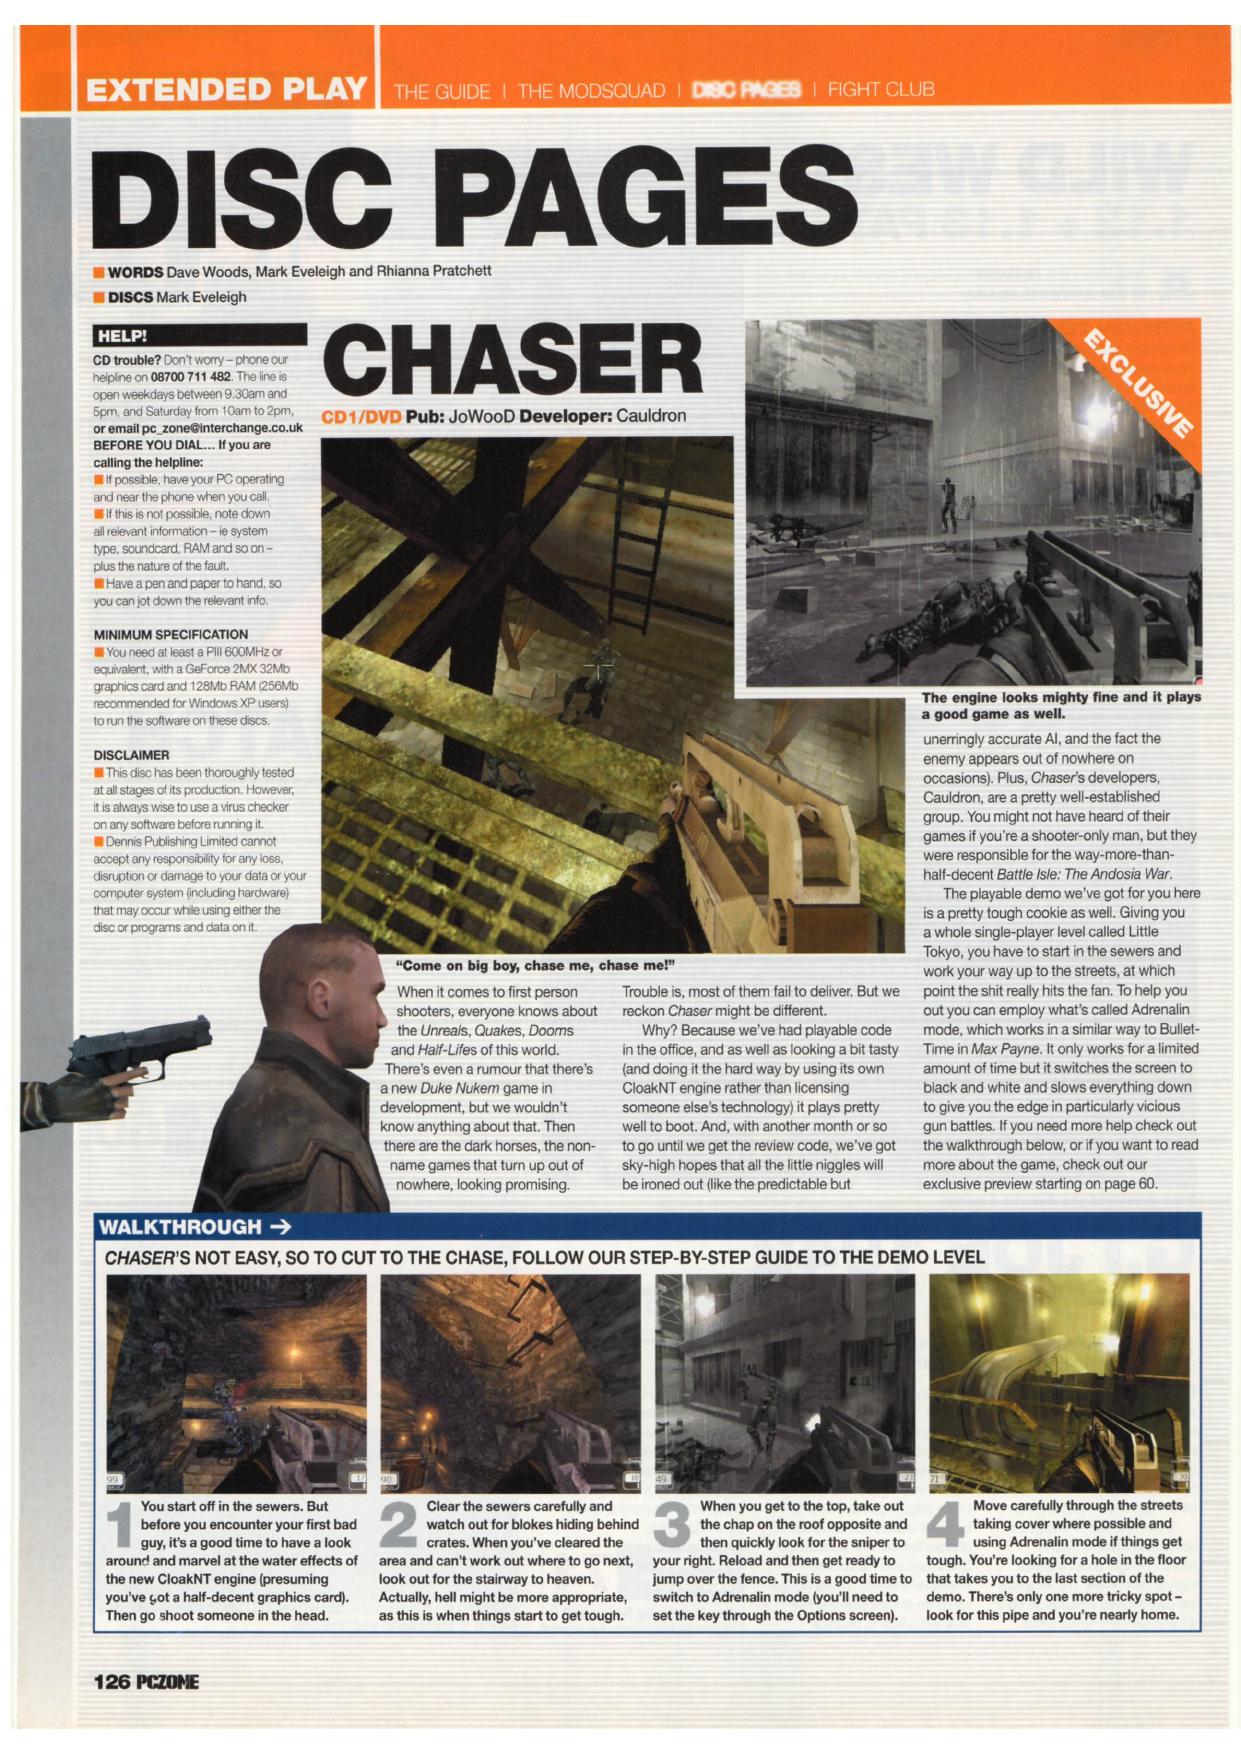 EXTENDED PLAY
THE GUIDE | THE MODSQUAD | DISC PAGES | FIGHT CLUB
DISC PAGES
WORDS Dave Woods, Mark Eveleigh and Rhianna Pratchett
DISCS Mark Eveleigh
HELP!
CD trouble? Don't worry – phone our
helpline on 08700 711 482. The line is
open weekdays between 9.30am and
5pm, and Saturday from 10am to 2pm,
or email pc_zone@interchange.co.uk
BEFORE YOU DIAL... If you are
calling the helpline:
If possible, have your PC operating
and near the phone when you call.
If this is not possible, note down
all relevant information – ie system
type, soundcard, RAM and so on –
plus the nature of the fault.
Have a pen and paper to hand, so
you can jot down the relevant info.
MINIMUM SPECIFICATION
You need at least a PIII 600MHz or
equivalent, with a GeForce 2MX 32Mb
graphics card and 128Mb RAM (256Mb
recommended for Windows XP users)
to run the software on these discs.
DISCLAIMER
This disc has been thoroughly tested
at all stages of its production. However,
it is always wise to use a virus checker
on any software before running it.
Dennis Publishing Limited cannot
accept any responsibility for any loss,
disruption or damage to your data or your
computer system (including hardware)
that may occur while using either the
disc or programs and data on it.
CHASER
CD1/DVD Pub: JoWooD Developer: Cauldron
EXCLUSIVE
The engine looks mighty fine and it plays
a good game as well.
"Come on big boy, chase me, chase me!"
When it comes to first person
shooters, everyone knows about
the Unreals, Quakes, Dooms
and Half-Lifes of this world.
There's even a rumour that there's
a new Duke Nukem game in
development, but we wouldn't
know anything about that. Then
there are the dark horses, the non-
name games that turn up out of
nowhere, looking promising.
Trouble is, most of them fail to deliver. But we
reckon Chaser might be different.
Why? Because we've had playable code
in the office, and as well as looking a bit tasty
(and doing it the hard way by using its own
CloakNT engine rather than licensing
someone else's technology) it plays pretty
well to boot. And, with another month or so
to go until we get the review code, we've got
sky-high hopes that all the little niggles will
be ironed out (like the predictable but
unerringly accurate AI, and the fact the
enemy appears out of nowhere on
occasions). Plus, Chaser's developers,
Cauldron, are a pretty well-established
group. You might not have heard of their
games if you're a shooter-only man, but they
were responsible for the way-more-than-
half-decent Battle Isle: The Andosia War.
The playable demo we've got for you here
is a pretty tough cookie as well. Giving you
a whole single-player level called Little
Tokyo, you have to start in the sewers and
work your way up to the streets, at which
point the shit really hits the fan. To help you
out you can employ what's called Adrenalin
mode, which works in a similar way to Bullet-
Time in Max Payne. It only works for a limited
amount of time but it switches the screen to
black and white and slows everything down
to give you the edge in particularly vicious
gun battles. If you need more help check out
the walkthrough below, or if you want to read
more about the game, check out our
exclusive preview starting on page 60.
WALKTHROUGH →
CHASER'S NOT EASY, SO TO CUT TO THE CHASE, FOLLOW OUR STEP-BY-STEP GUIDE TO THE DEMO LEVEL
99
90
49
71
1 You start off in the sewers. But
before you encounter your first bad
guy, it's a good time to have a look
around and marvel at the water effects of
the new CloakNT engine (presuming
you've got a half-decent graphics card).
Then go shoot someone in the head.
2 Clear the sewers carefully and
watch out for blokes hiding behind
crates. When you've cleared the
area and can't work out where to go next,
look out for the stairway to heaven.
Actually, hell might be more appropriate,
as this is when things start to get tough.
3 When you get to the top, take out
the chap on the roof opposite and
then quickly look for the sniper to
your right. Reload and then get ready to
jump over the fence. This is a good time to
switch to Adrenalin mode (you'll need to
set the key through the Options screen).
4 Move carefully through the streets
taking cover where possible and
using Adrenalin mode if things get
tough. You're looking for a hole in the floor
that takes you to the last section of the
demo. There's only one more tricky spot –
look for this pipe and you're nearly home.
126 PCZONE